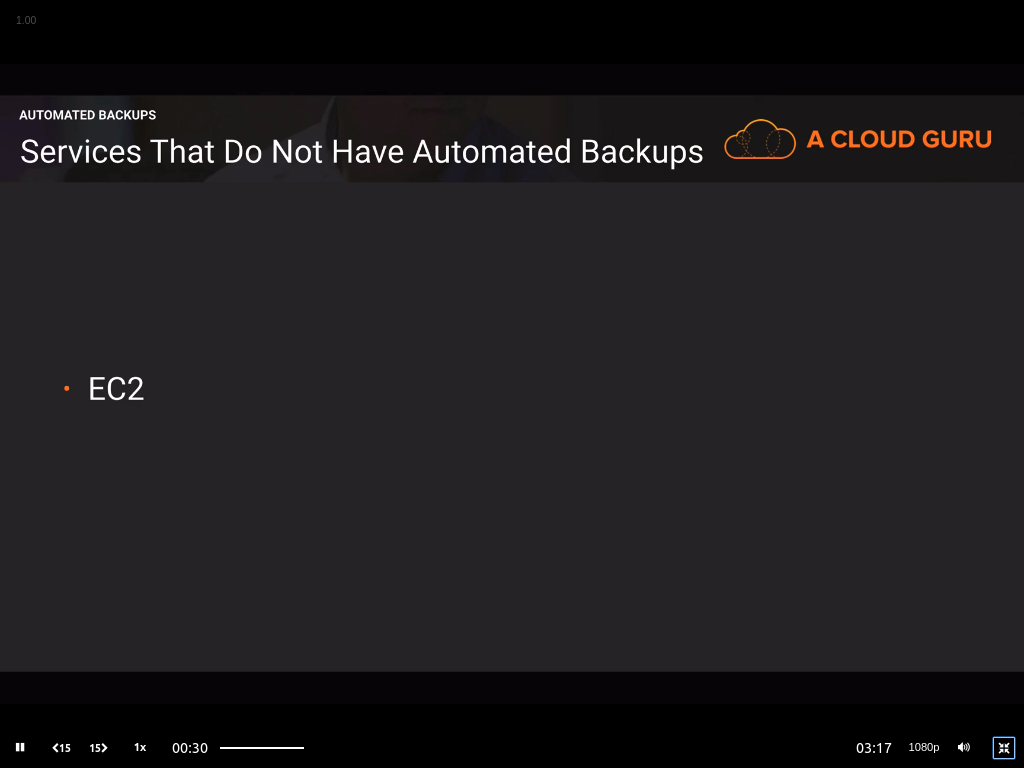 1.00
AUTOMATED BACKUPS
Services That Do Not Have Automated Backups
A CLOUD GURU
• EC2
15
15
1x
00:30
03:17
1080p